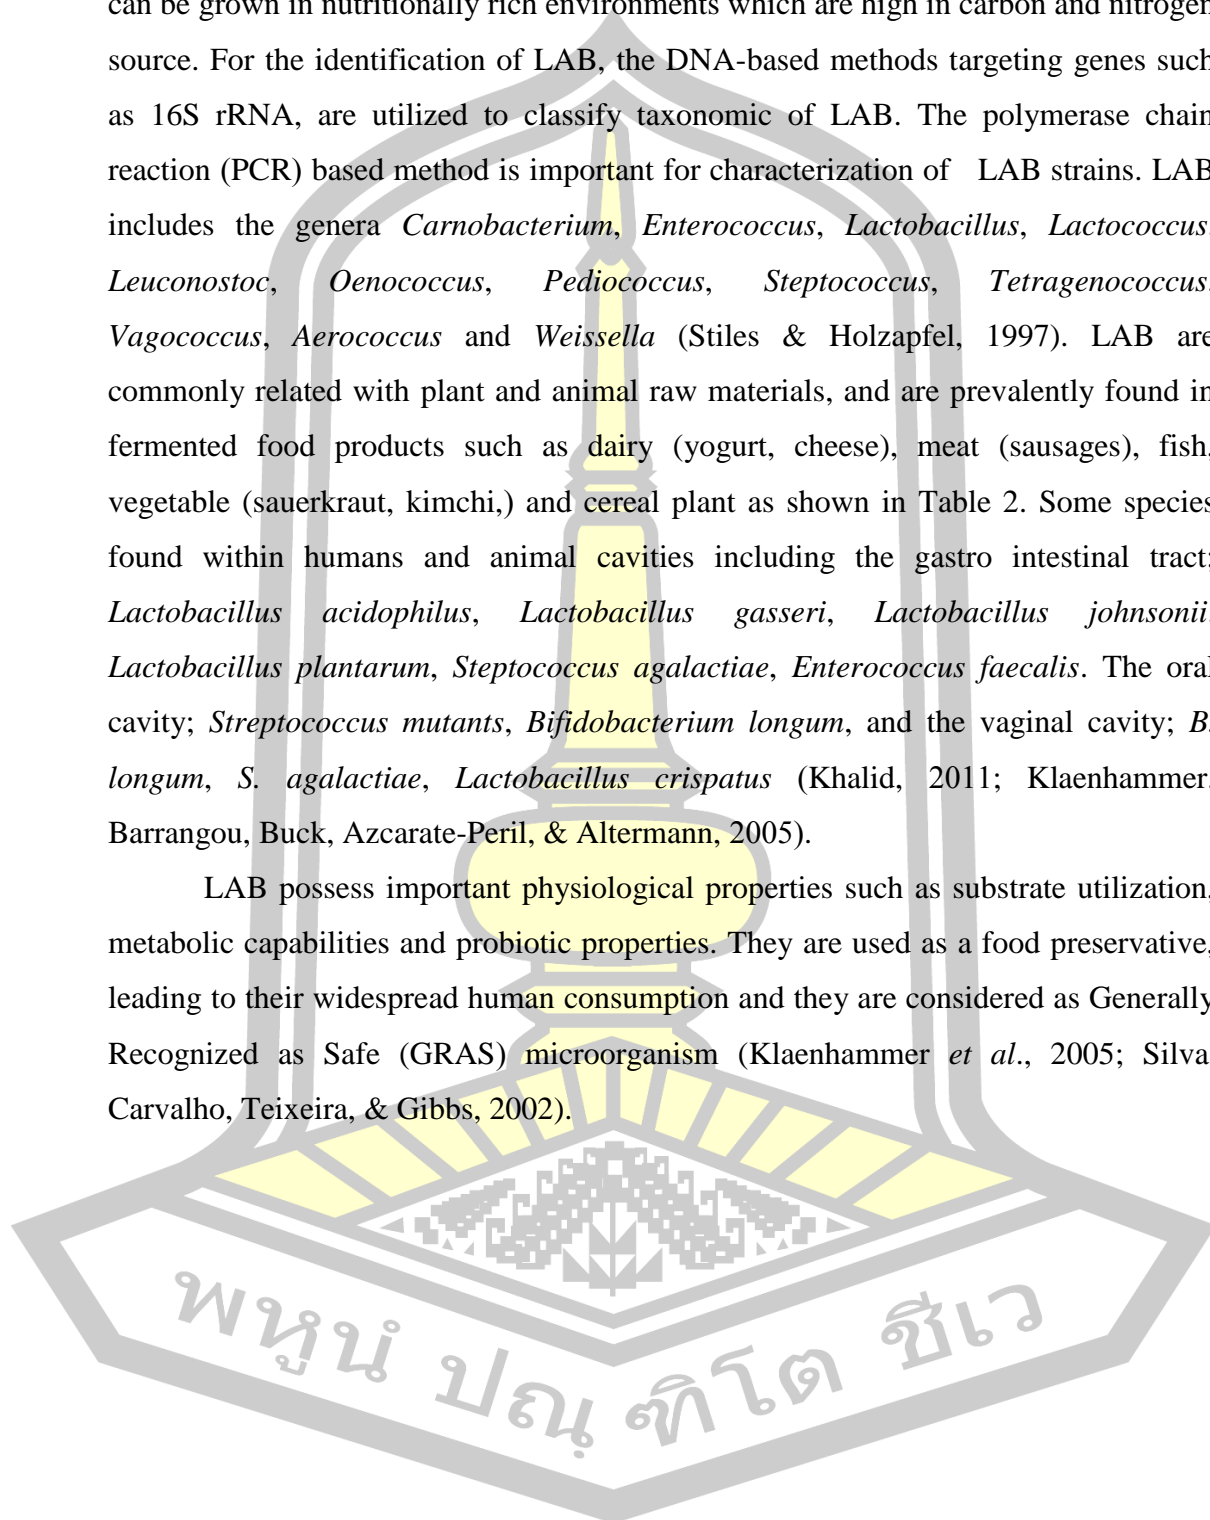 can be grown in nutritionally rich environments which are high in carbon and nitrogen
source. For the identification of LAB, the DNA-based methods targeting genes such
as 16S rRNA, are utilized to classify taxonomic of LAB. The polymerase chain
reaction (PCR) based method is important for characterization of LAB strains. LAB
includes the genera Carnobacterium, Enterococcus, Lactobacillus, Lactococcus,
Leuconostoc, Oenococcus, Pediococcus, Steptococcus, Tetragenococcus,
Vagococcus, Aerococcus and Weissella (Stiles & Holzapfel, 1997). LAB are
commonly related with plant and animal raw materials, and are prevalently found in
fermented food products such as dairy (yogurt, cheese), meat (sausages), fish,
vegetable (sauerkraut, kimchi,) and cereal plant as shown in Table 2. Some species
found within humans and animal cavities including the gastro intestinal tract;
Lactobacillus acidophilus, Lactobacillus gasseri, Lactobacillus johnsonii,
Lactobacillus plantarum, Steptococcus agalactiae, Enterococcus faecalis. The oral
cavity; Streptococcus mutants, Bifidobacterium longum, and the vaginal cavity; B.
longum, S. agalactiae, Lactobacillus crispatus (Khalid, 2011; Klaenhammer,
Barrangou, Buck, Azcarate-Peril, & Altermann, 2005).
LAB possess important physiological properties such as substrate utilization,
metabolic capabilities and probiotic properties. They are used as a food preservative,
leading to their widespread human consumption and they are considered as Generally
Recognized as Safe (GRAS) microorganism (Klaenhammer et al., 2005; Silva,
Carvalho, Teixeira, & Gibbs, 2002).
พหูนํ ปณฺฑิโต ชีเว